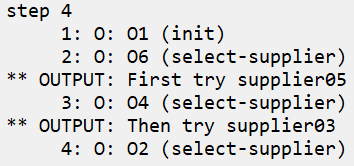 step 4
     1: O: O1 (init)
     2: O: O6 (select-supplier)
** OUTPUT: First try supplier05
     3: O: O4 (select-supplier)
** OUTPUT: Then try supplier03
     4: O: O2 (select-supplier)